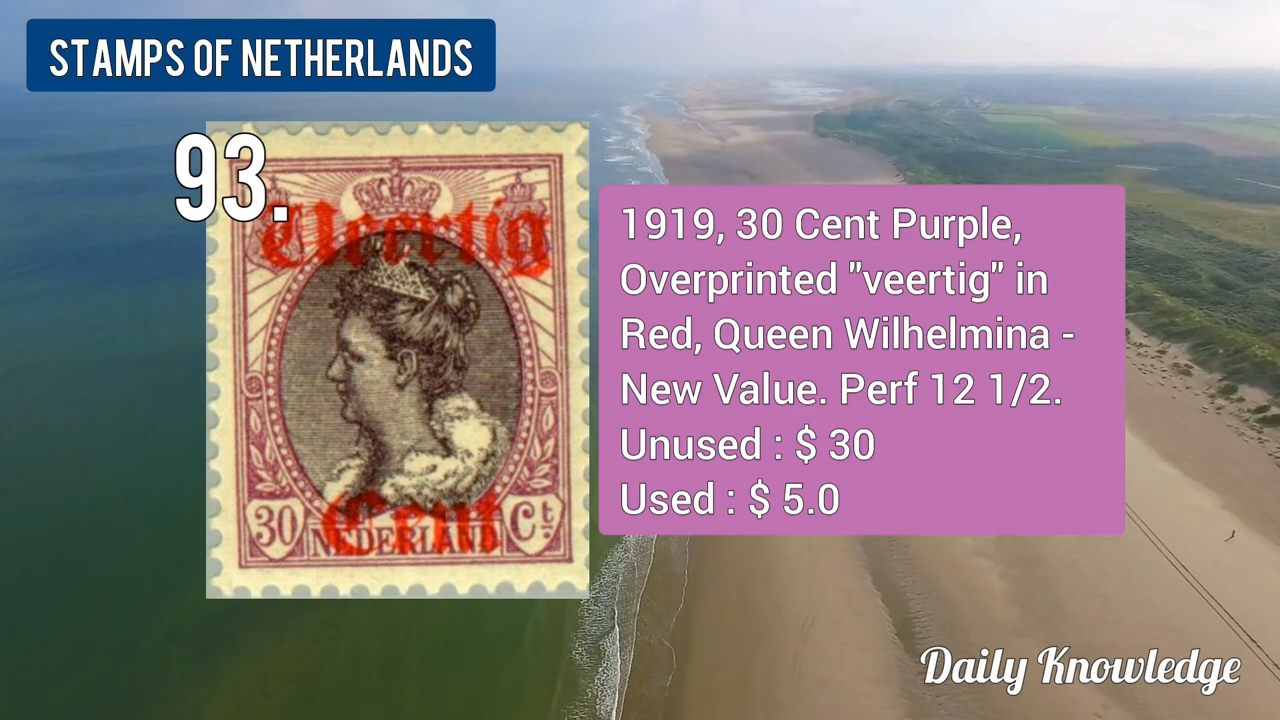 STAMPS OF NETHERLANDS
93.
Veertig
30 Ct
NEDERLAND
Cent
1919, 30 Cent Purple,
Overprinted "veertig" in
Red, Queen Wilhelmina -
New Value. Perf 12 1/2.
Unused : $ 30
Used : $ 5.0
Daily Knowledge